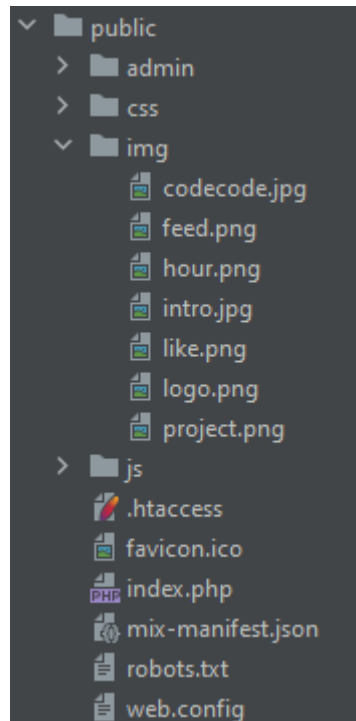 public
admin
css
img
codecode.jpg
feed.png
hour.png
intro.jpg
like.png
logo.png
project.png
js
.htaccess
favicon.ico
PHP index.php
mix-manifest.json
robots.txt
web.config